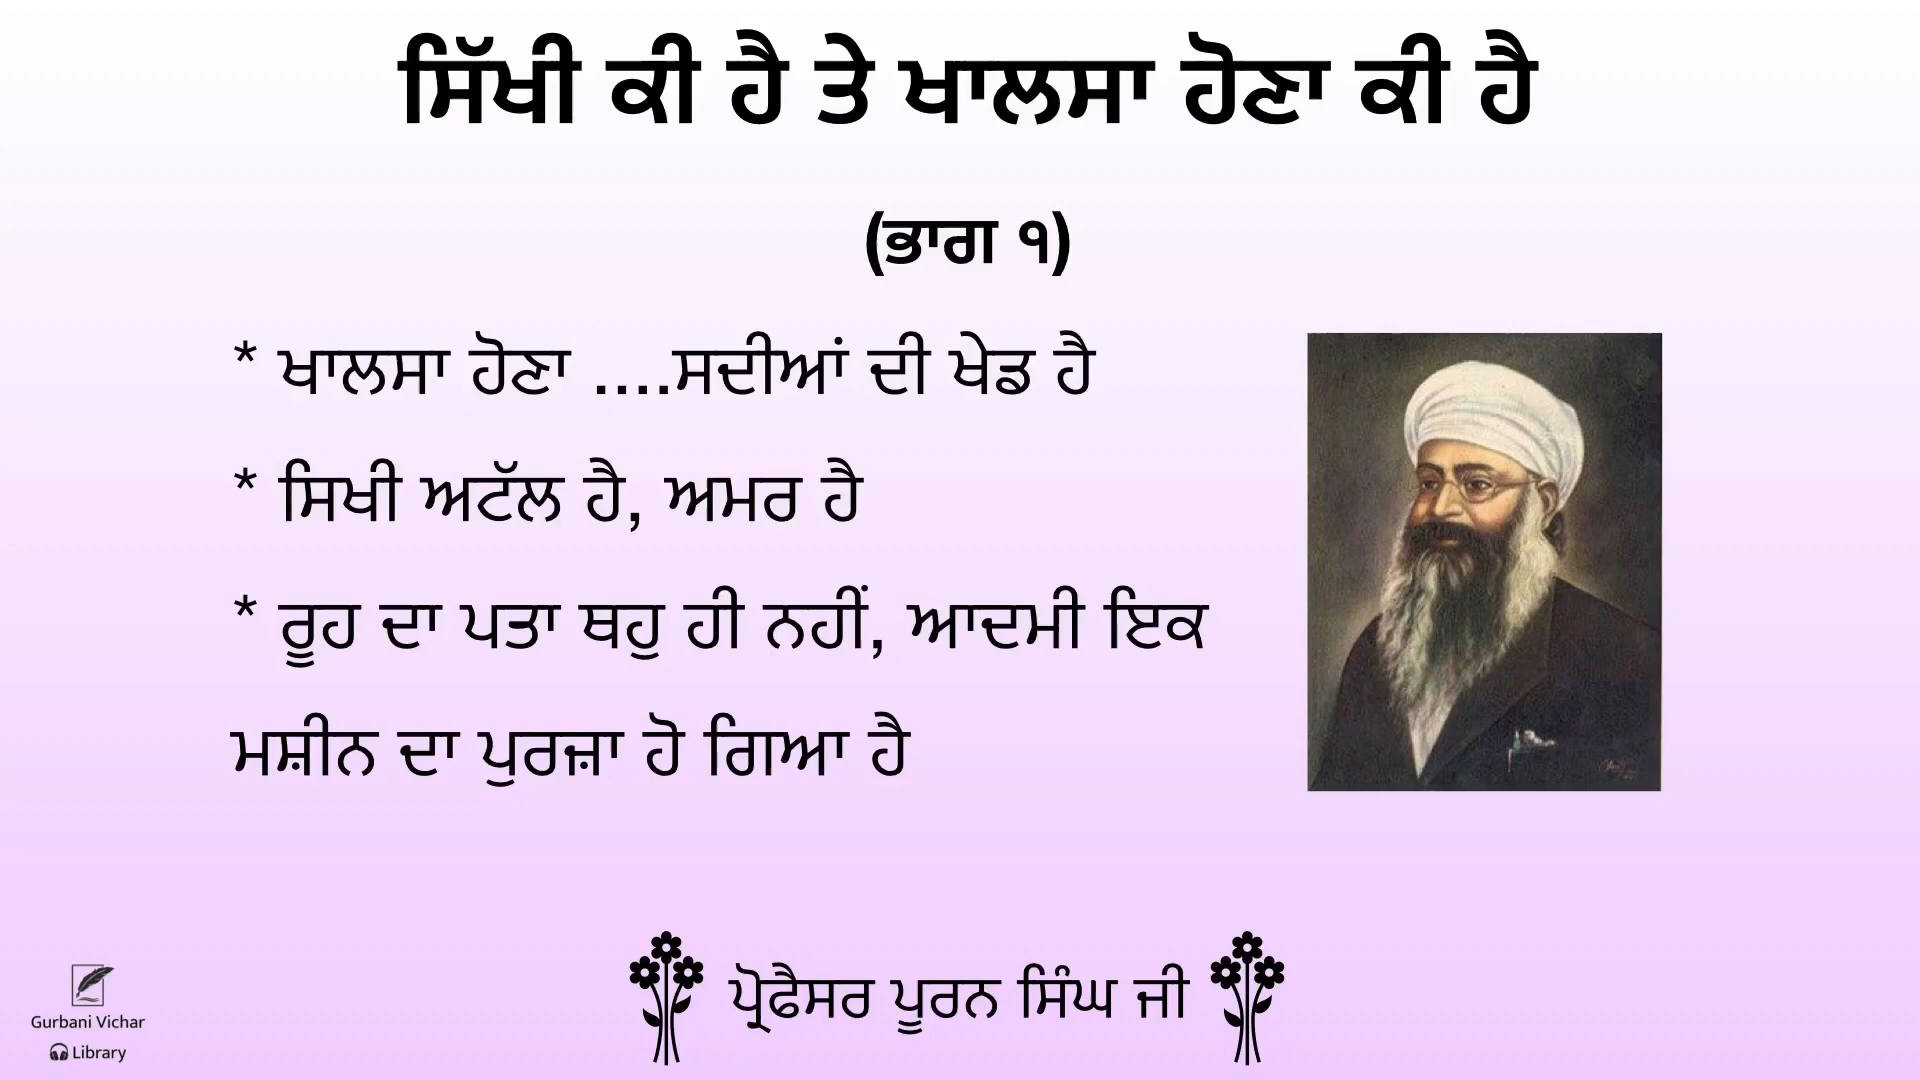 ਸਿੱਖੀ ਕੀ ਹੈ ਤੇ ਖਾਲਸਾ ਹੋਣਾ ਕੀ ਹੈ
(ਭਾਗ ੧)
* ਖਾਲਸਾ ਹੋਣਾ ....ਸਦੀਆਂ ਦੀ ਖੇਡ ਹੈ
* ਸਿਖੀ ਅਟੱਲ ਹੈ, ਅਮਰ ਹੈ
* ਰੂਹ ਦਾ ਪਤਾ ਥਹੁ ਹੀ ਨਹੀਂ, ਆਦਮੀ ਇਕ
ਮਸ਼ੀਨ ਦਾ ਪੁਰਜ਼ਾ ਹੋ ਗਿਆ ਹੈ
ਪ੍ਰੋਫੈਸਰ ਪੂਰਨ ਸਿੰਘ ਜੀ
Gurbani Vichar
Library